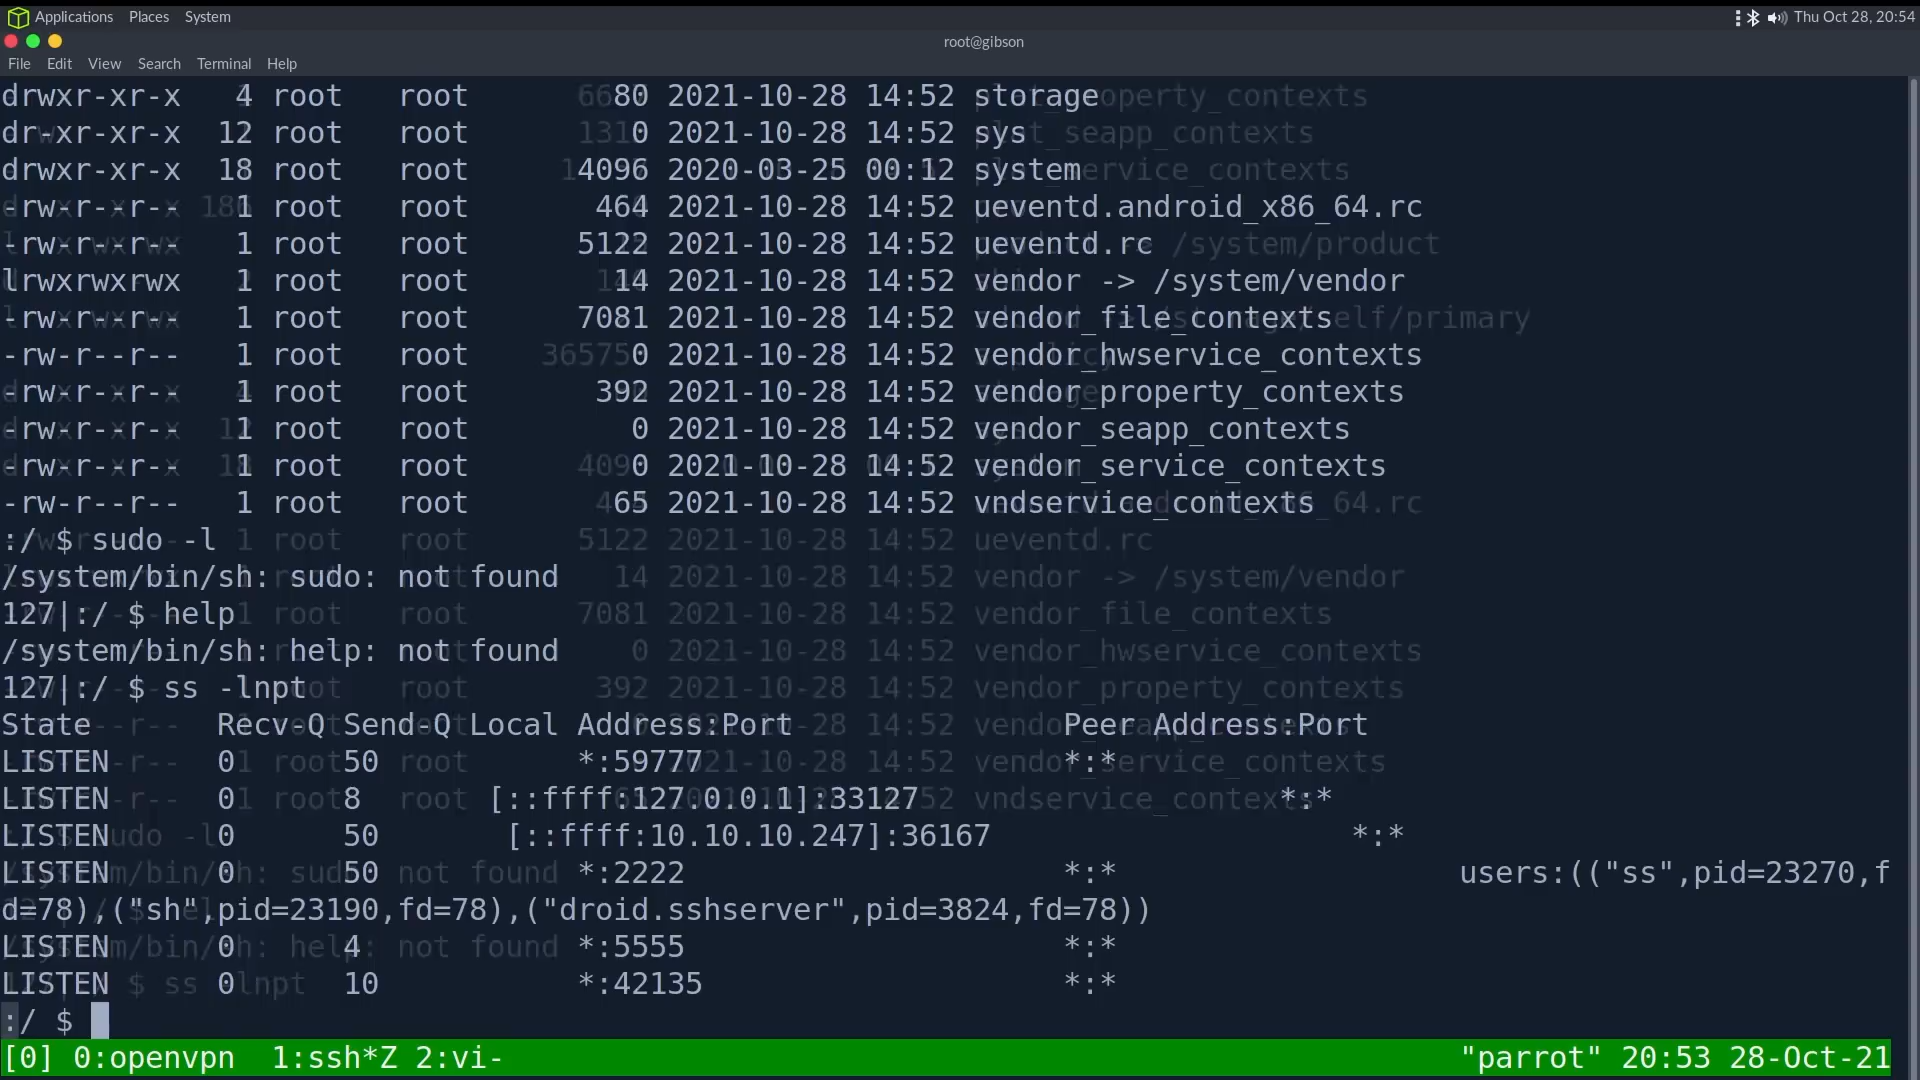 Applications Places System Thu Oct 28, 20:54
root@gibson
File Edit View Search Terminal Help
drwxr-xr-x   4 root   root        80 2021-10-28 14:52 storage
dr-xr-xr-x  12 root   root         0 2021-10-28 14:52 sys
drwxr-xr-x  18 root   root      4096 2020-03-25 00:12 system
-rw-r--r--   1 root   root       464 2021-10-28 14:52 ueventd.android_x86_64.rc
-rw-r--r--   1 root   root      5122 2021-10-28 14:52 ueventd.rc
lrwxrwxrwx   1 root   root        14 2021-10-28 14:52 vendor -> /system/vendor
-rw-r--r--   1 root   root      7081 2021-10-28 14:52 vendor_file_contexts
-rw-r--r--   1 root   root         0 2021-10-28 14:52 vendor_hwservice_contexts
-rw-r--r--   1 root   root       392 2021-10-28 14:52 vendor_property_contexts
-rw-r--r--   1 root   root         0 2021-10-28 14:52 vendor_seapp_contexts
-rw-r--r--   1 root   root         0 2021-10-28 14:52 vendor_service_contexts
-rw-r--r--   1 root   root        65 2021-10-28 14:52 vndservice_contexts
:/ $ sudo -l
/system/bin/sh: sudo: not found
127|:/ $ help
/system/bin/sh: help: not found
127|:/ $ ss -lnpt
State       Recv-Q Send-Q Local Address:Port               Peer Address:Port
LISTEN      0      50           *:59777                    *:*
LISTEN      0      8       [::ffff:127.0.0.1]:33127                    *:*
LISTEN      0      50       [::ffff:10.10.10.247]:36167                    *:*
LISTEN      0      50           *:2222                     *:*                   users:(("ss",pid=23270,f
d=78),("sh",pid=23190,fd=78),("droid.sshserver",pid=3824,fd=78))
LISTEN      0      4            *:5555                     *:*
LISTEN      0      10           *:42135                    *:*
:/ $
[0] 0:openvpn  1:ssh*Z 2:vi- "parrot" 20:53 28-Oct-21